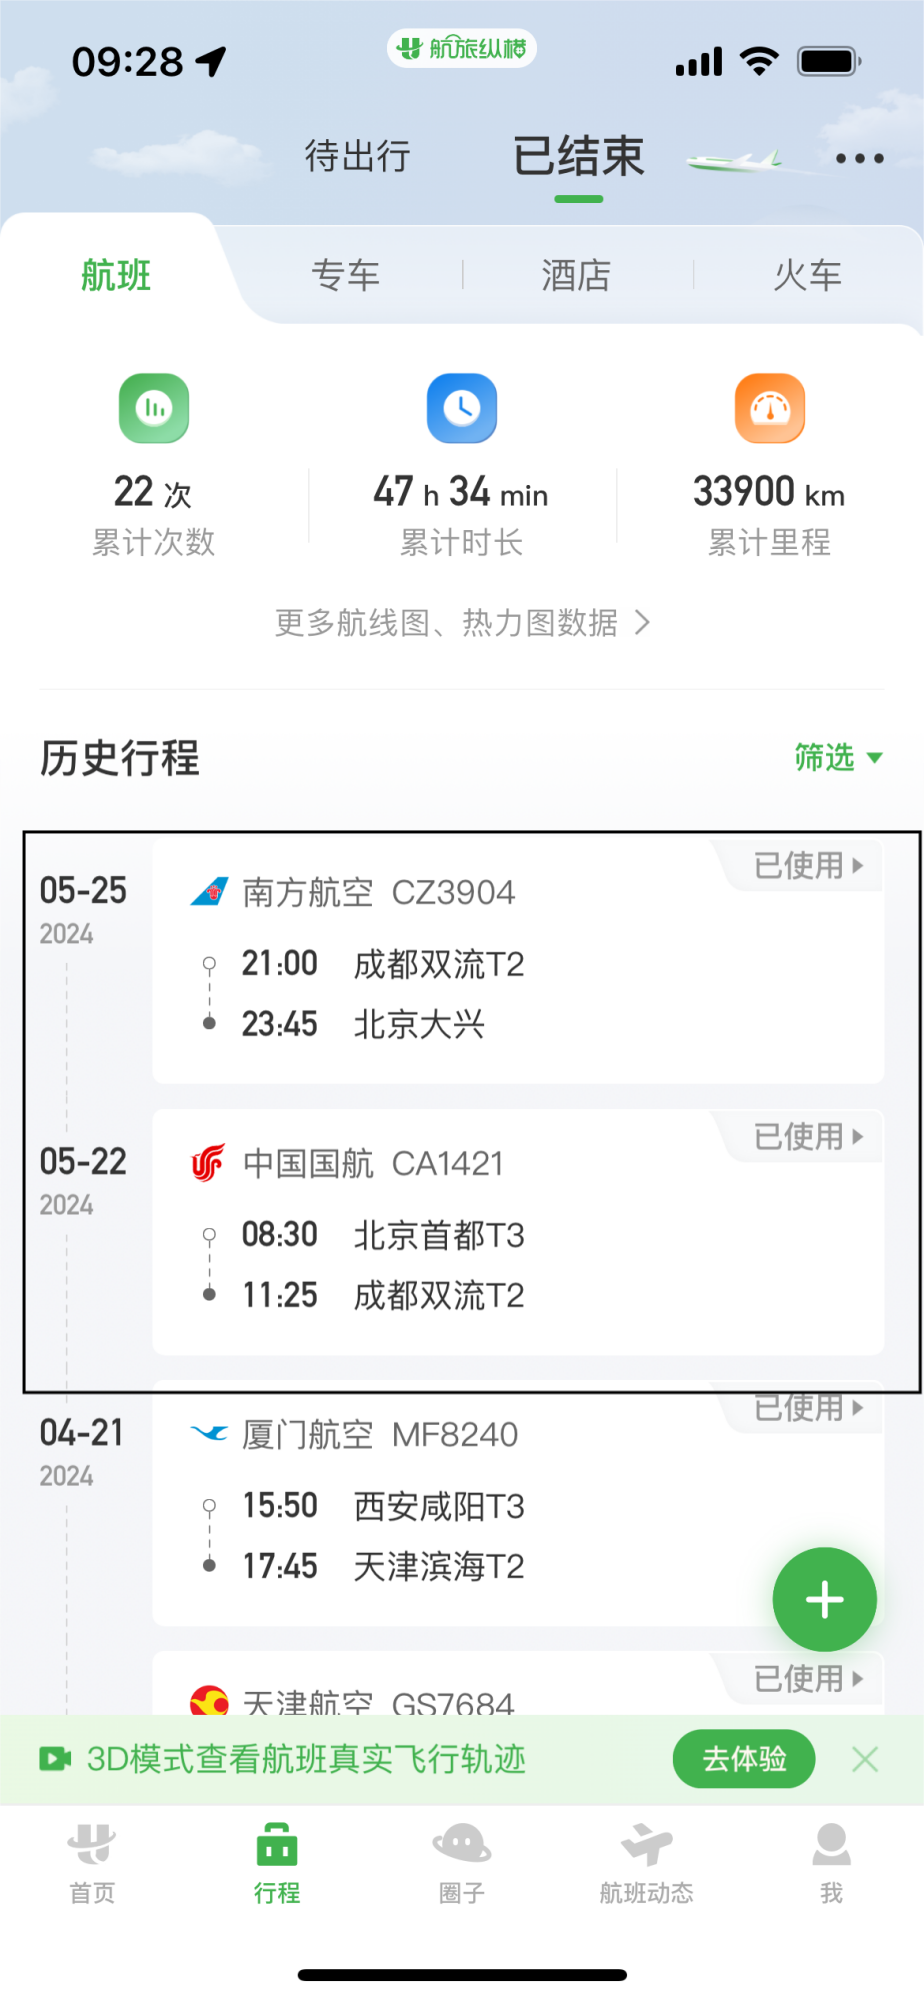 09:28
航旅纵横
待出行 已结束
航班 专车 酒店 火车
22 次 47 h 34 min 33900 km
累计次数 累计时长 累计里程
更多航线图、热力图数据
历史行程 筛选
已使用
05-25 南方航空 CZ3904
2024
21:00 成都双流T2
23:45 北京大兴
已使用
05-22 中国国航 CA1421
2024
08:30 北京首都T3
11:25 成都双流T2
已使用
04-21 厦门航空 MF8240
2024
15:50 西安咸阳T3
17:45 天津滨海T2
已使用
天津航空 GS7684
3D模式查看航班真实飞行轨迹 去体验
首页 行程 圈子 航班动态 我